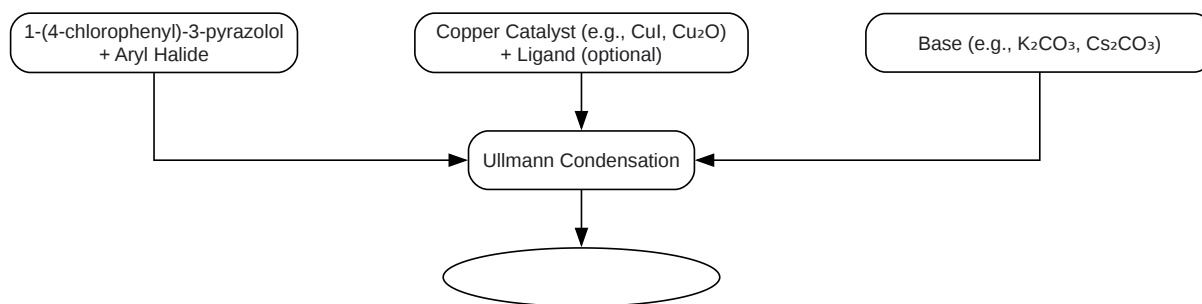 1-(4-chlorophenyl)-3-pyrazolol
+ Aryl Halide
Copper Catalyst (e.g., CuI, Cu₂O)
+ Ligand (optional)
Base (e.g., K₂CO₃, Cs₂CO₃)
Ullmann Condensation